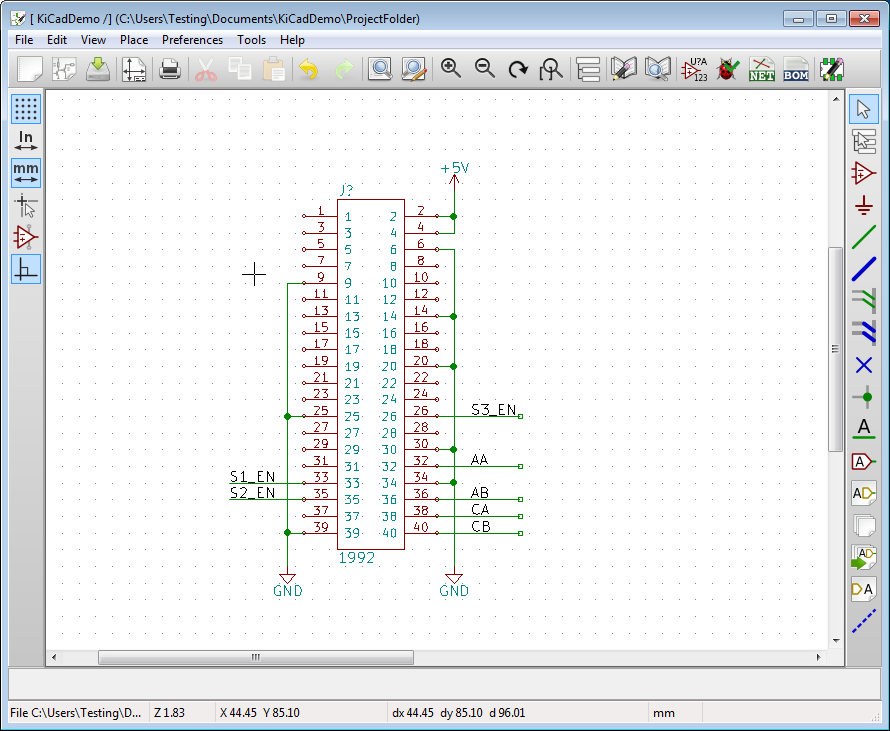 [ KiCadDemo /] (C:\Users\Testing\Documents\KiCadDemo\ProjectFolder)
File Edit View Place Preferences Tools Help
U?A
123
NET
BOM
In
mm
+5V
J?
1 1 2 2
3 3 4 4
5 5 6 6
7 7 8 8
9 9 10 10
11 11 12 12
13 13 14 14
15 15 16 16
17 17 18 18
19 19 20 20
21 21 22 22
23 23 24 24
25 25 26 26 S3_EN
27 27 28 28
29 29 30 30
31 31 32 32 AA
S1_EN 33 33 34 34
S2_EN 35 35 36 36 AB
37 37 38 38 CA
39 39 40 40 CB
1992
GND GND
A
A
AD
AD
DA
File C:\Users\Testing\D... Z 1.83 X 44.45 Y 85.10 dx 44.45 dy 85.10 d 96.01 mm